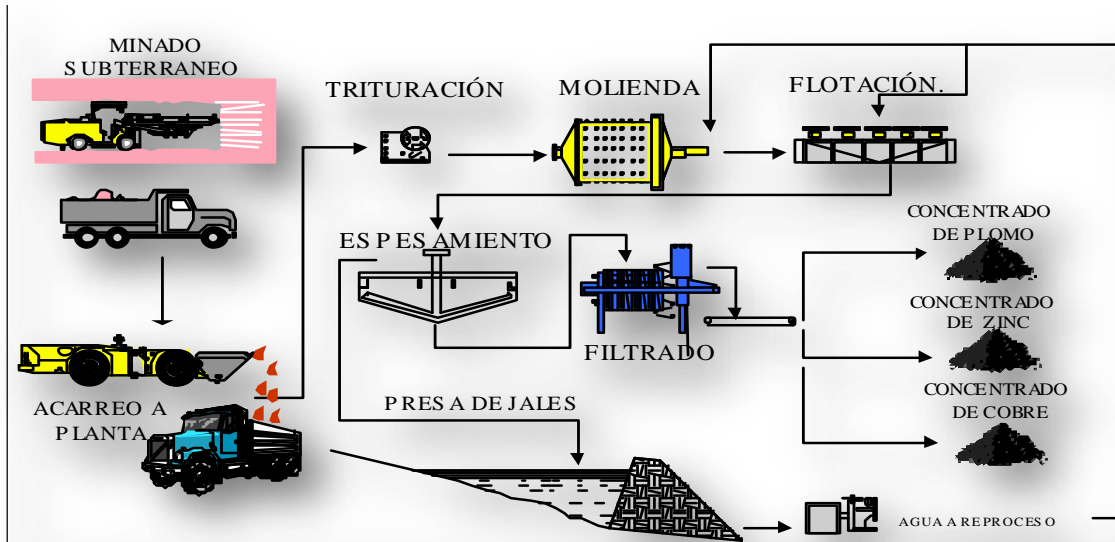 MINADO
SUBTERRANEO
TRITURACIÓN
MOLIENDA
FLOTACIÓN.
ESPESAMIENTO
FILTRADO
CONCENTRADO
DE PLOMO
CONCENTRADO
DE ZINC
CONCENTRADO
DE COBRE
ACARREO A
PLANTA
PRESA DE JALES
AGUA A REPROCESO